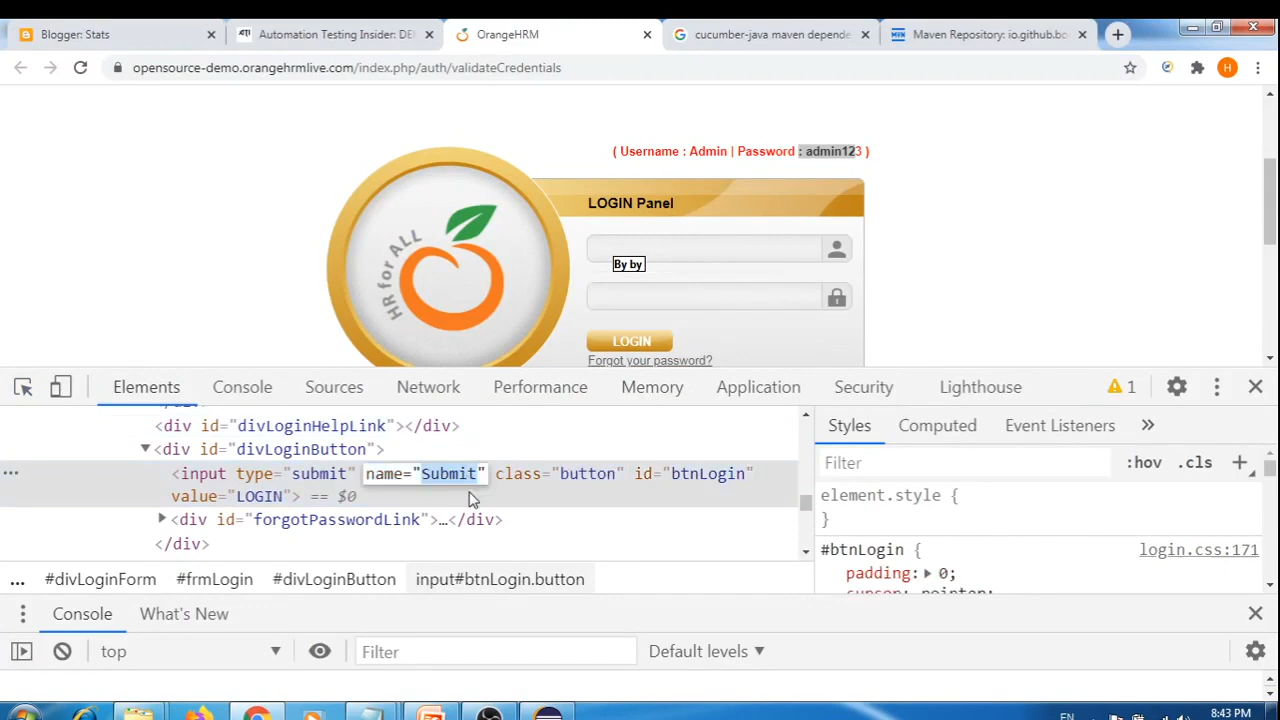 Blogger: Stats
Automation Testing Insider: DE
OrangeHRM
cucumber-java maven depende
Maven Repository: io.github.bo
opensource-demo.orangehrmlive.com/index.php/auth/validateCredentials
H
( Username : Admin | Password : admin123 )
LOGIN Panel
HR for ALL
By by
LOGIN
Forgot your password?
Elements Console Sources Network Performance Memory Application Security Lighthouse 1
<div id="divLoginHelpLink"></div>
<div id="divLoginButton">
<input type="submit" name="Submit" class="button" id="btnLogin"
value="LOGIN"> == $0
<div id="forgotPasswordLink">…</div>
</div>
... #divLoginForm #frmLogin #divLoginButton input#btnLogin.button
Styles Computed Event Listeners »
Filter :hov .cls +
element.style {
}
#btnLogin { login.css:171
padding: 0;
cursor: pointer;
Console What's New
top Filter Default levels
EN 8:43 PM